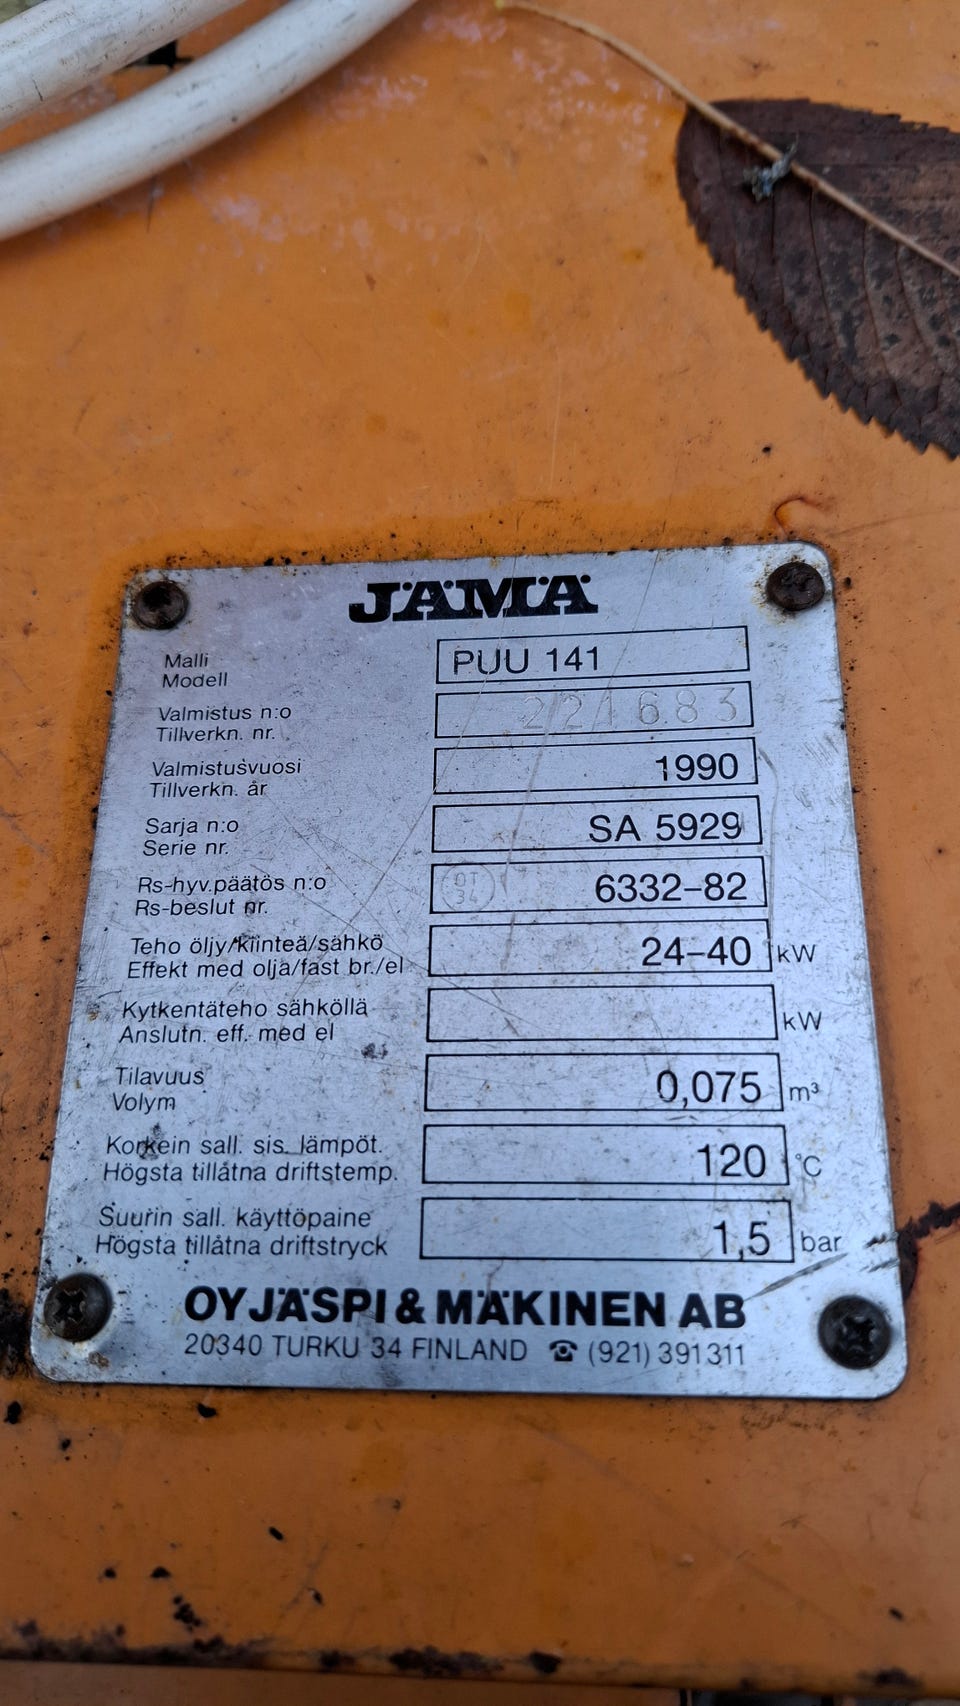 JÄMÄ
Malli
Modell
PUU 141
Valmistus n:o
Tillverkn. nr.
221683
Valmistusvuosi
Tillverkn. år
1990
Sarja n:o
Serie nr.
SA 5929
Rs-hyv.päätös n:o
Rs-beslut nr.
OT
34
6332-82
Teho öljy/kiinteä/sähkö
Effekt med olja/fast br./el
24-40 kW
Kytkentäteho sähköllä
Anslutn. eff. med el
kW
Tilavuus
Volym
0,075 m³
Korkein sall. sis. lämpöt.
Högsta tillåtna driftstemp.
120 °C
Suurin sall. käyttöpaine
Högsta tillåtna driftstryck
1,5 bar
OY JÄSPI & MÄKINEN AB
20340 TURKU 34 FINLAND ☎ (921) 391311